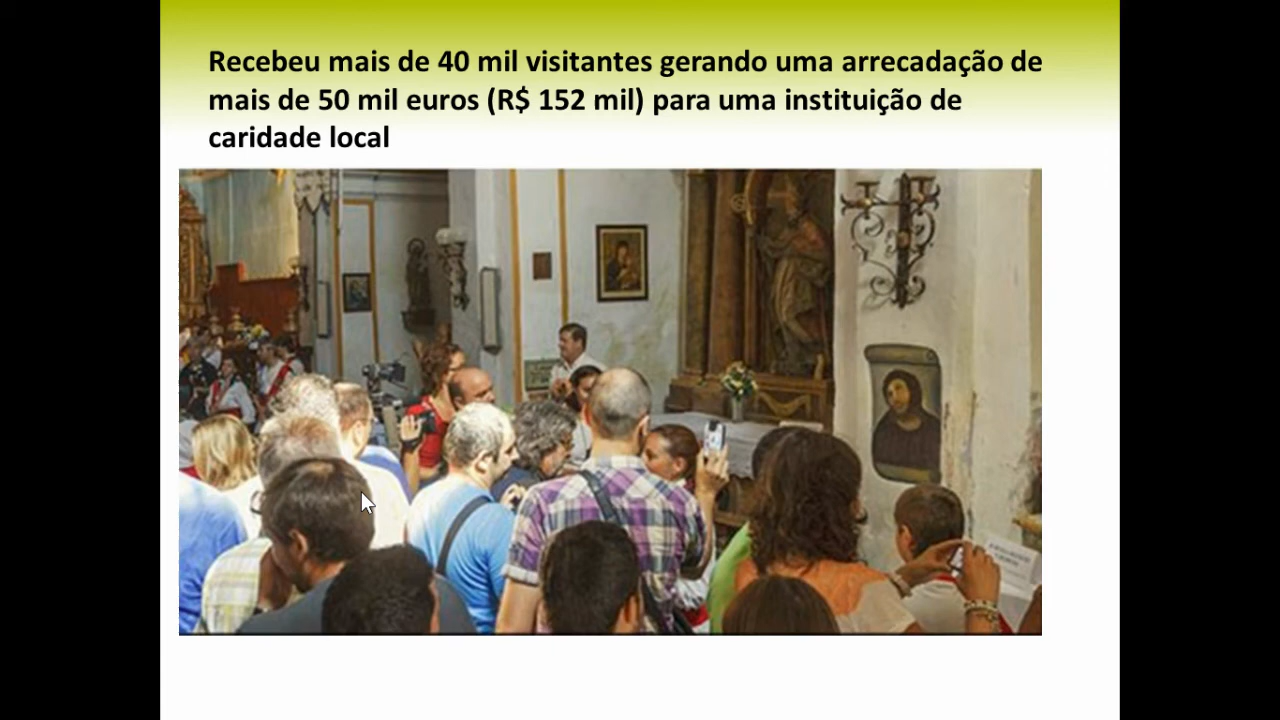 Recebeu mais de 40 mil visitantes gerando uma arrecadação de
mais de 50 mil euros (R$ 152 mil) para uma instituição de
caridade local